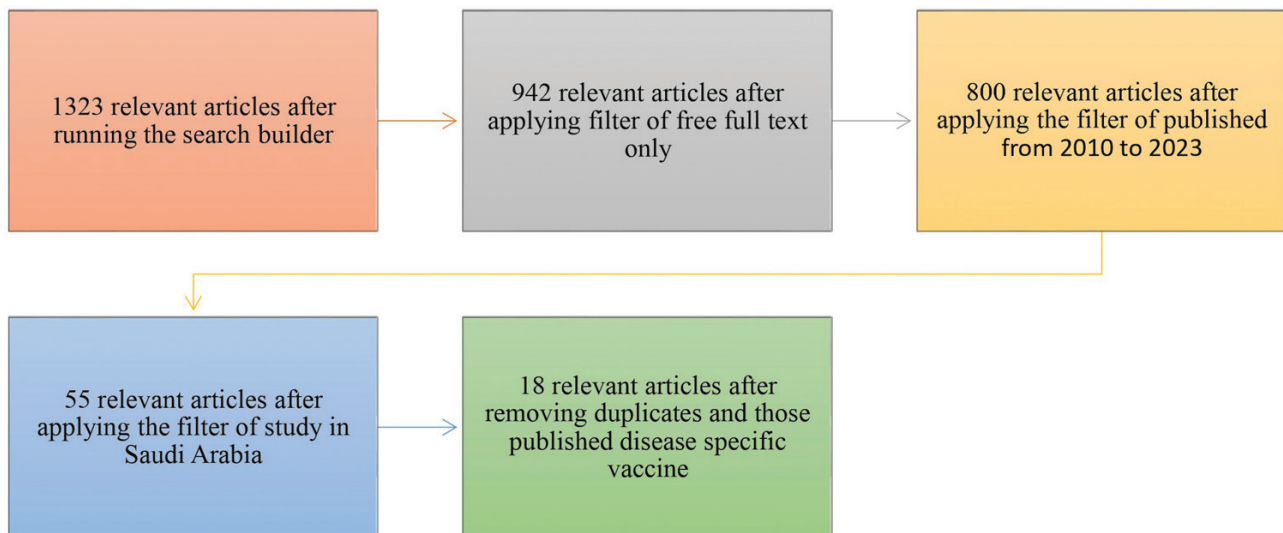 1323 relevant articles after
running the search builder
942 relevant articles after
applying filter of free full text
only
800 relevant articles after
applying the filter of published
from 2010 to 2023
55 relevant articles after
applying the filter of study in
Saudi Arabia
18 relevant articles after
removing duplicates and those
published disease specific
vaccine